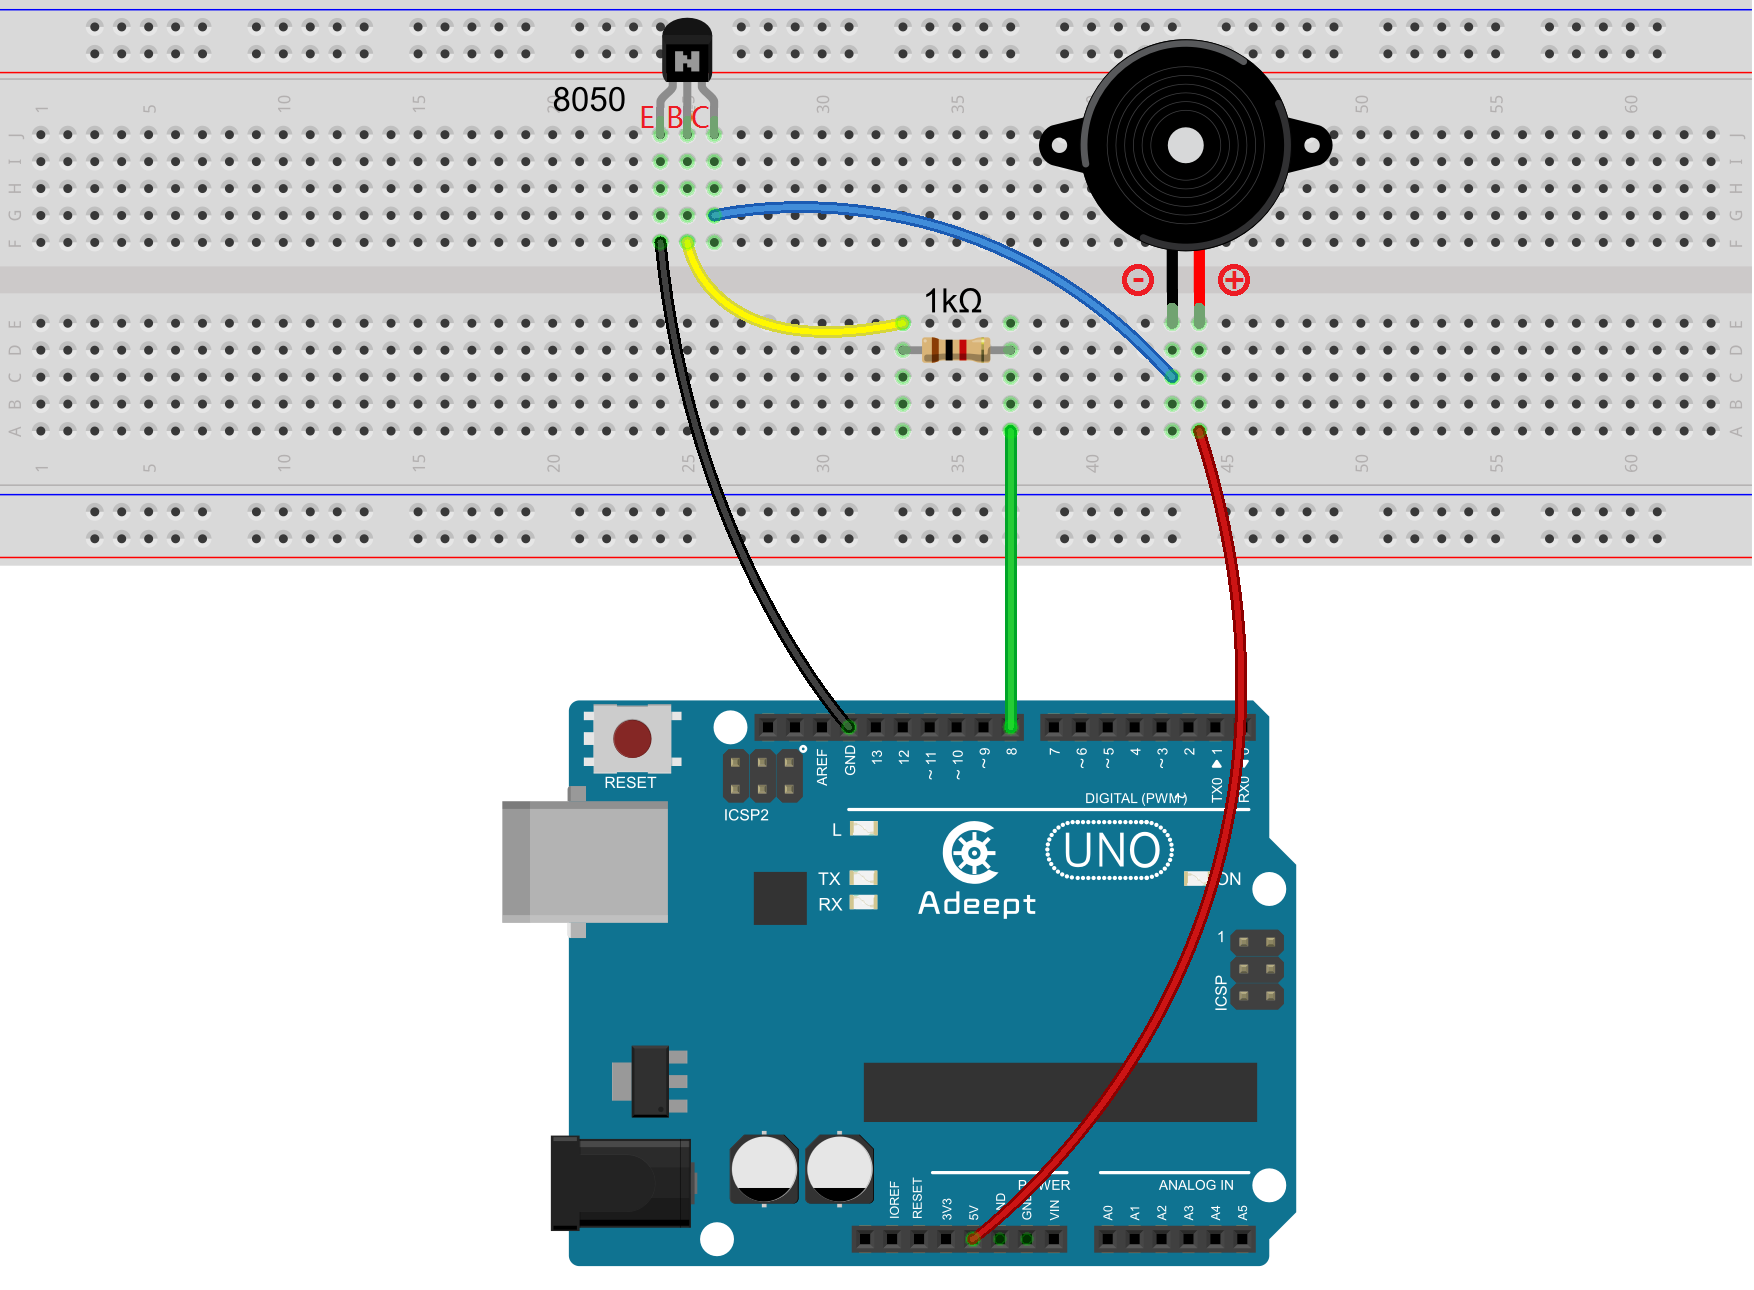 8050
E B C
1 5 10 15 20 25 30 35 50 55 60
J J
I I
H H
G G
F F
- +
1kΩ
E E
D D
C C
B B
A A
1 5 10 15 20 25 30 35 40 45 50 55 60
RESET
ICSP2
AREF GND 13 12 ~11 ~10 ~9 8 7 ~6 ~5 4 ~3 2 TX0 1 RX0 0
DIGITAL (PWM~)
L
UNO
TX
RX
ON
Adeept
1
ICSP
POWER
ANALOG IN
IOREF RESET 3V3 5V GND GND VIN A0 A1 A2 A3 A4 A5